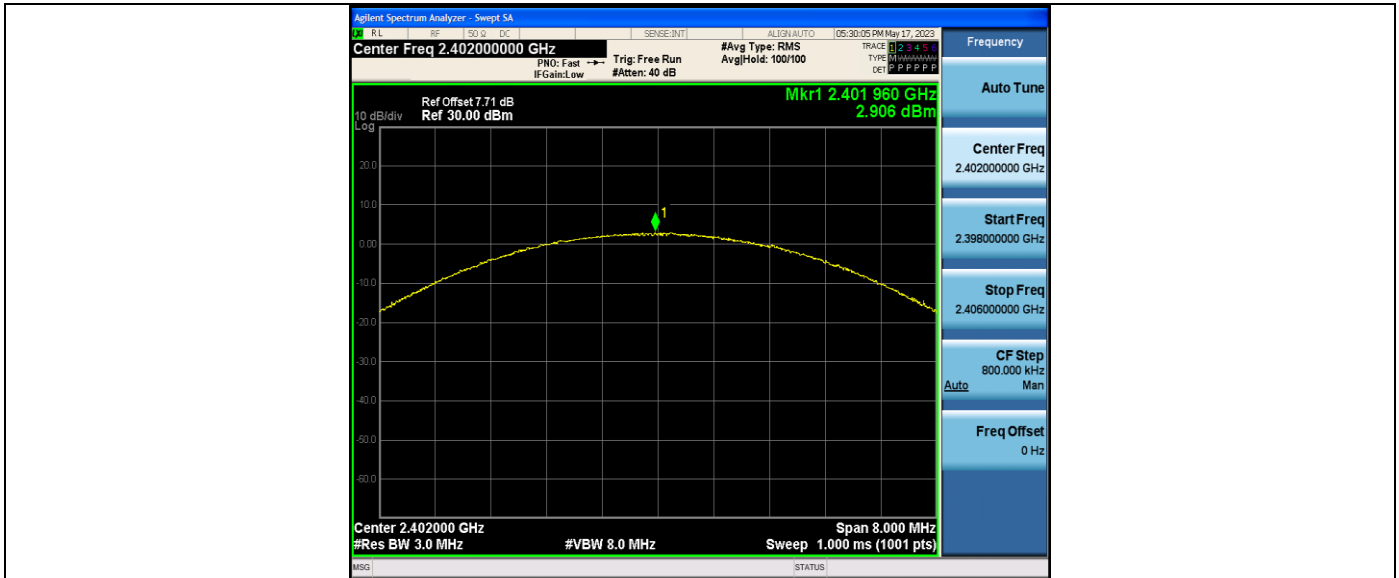 Agilent Spectrum Analyzer - Swept SA
RL RF 50 Ω DC SENSE:INT ALIGNAUTO 05:30:05 PM May 17, 2023
Center Freq 2.402000000 GHz
PNO: Fast
IFGain:Low
Trig: Free Run
#Atten: 40 dB
#Avg Type: RMS
Avg|Hold: 100/100
TRACE 1 2 3 4 5 6
TYPE M
DET P P P P P P
Frequency
Mkr1 2.401 960 GHz
2.906 dBm
Ref Offset 7.71 dB
10 dB/div Ref 30.00 dBm
Log
20.0
10.0
0.00
-10.0
-20.0
-30.0
-40.0
-50.0
-60.0
1
Center 2.402000 GHz Span 8.000 MHz
#Res BW 3.0 MHz #VBW 8.0 MHz Sweep 1.000 ms (1001 pts)
Auto Tune
Center Freq
2.402000000 GHz
Start Freq
2.398000000 GHz
Stop Freq
2.406000000 GHz
CF Step
800.000 kHz
Auto Man
Freq Offset
0 Hz
MSG STATUS